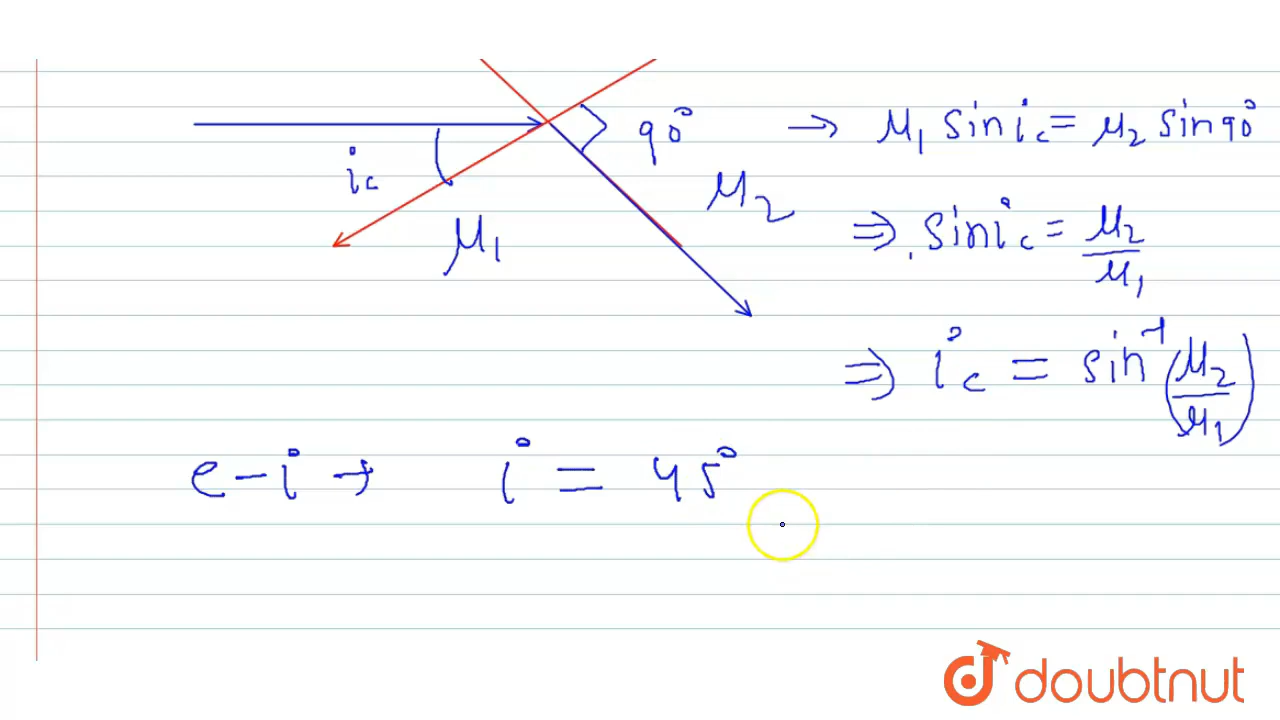 90° → μ₁ sin i_c = μ₂ sin 90°
i_c
μ₂
μ₁
⇒ sin i_c = μ₂/μ₁
⇒ i_c = sin⁻¹(μ₂/μ₁)
e - i → i = 45°
doubtnut